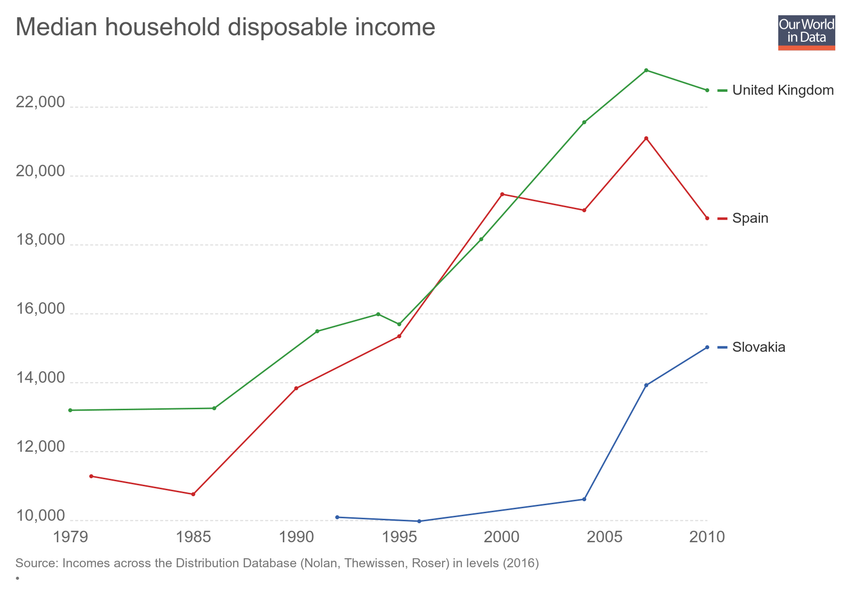 Median household disposable income
Our World
in Data
22,000
20,000
18,000
16,000
14,000
12,000
10,000
United Kingdom
Spain
Slovakia
1979 1985 1990 1995 2000 2005 2010
Source: Incomes across the Distribution Database (Nolan, Thewissen, Roser) in levels (2016)
•